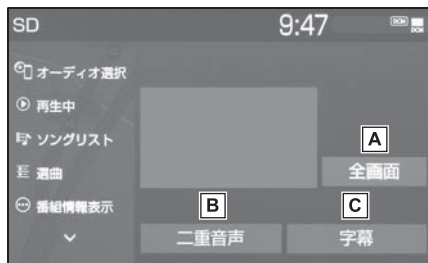 SD
9:47
DCM
オーディオ選択
再生中
ソングリスト
選曲
番組情報表示
A
全画面
B
二重音声
C
字幕